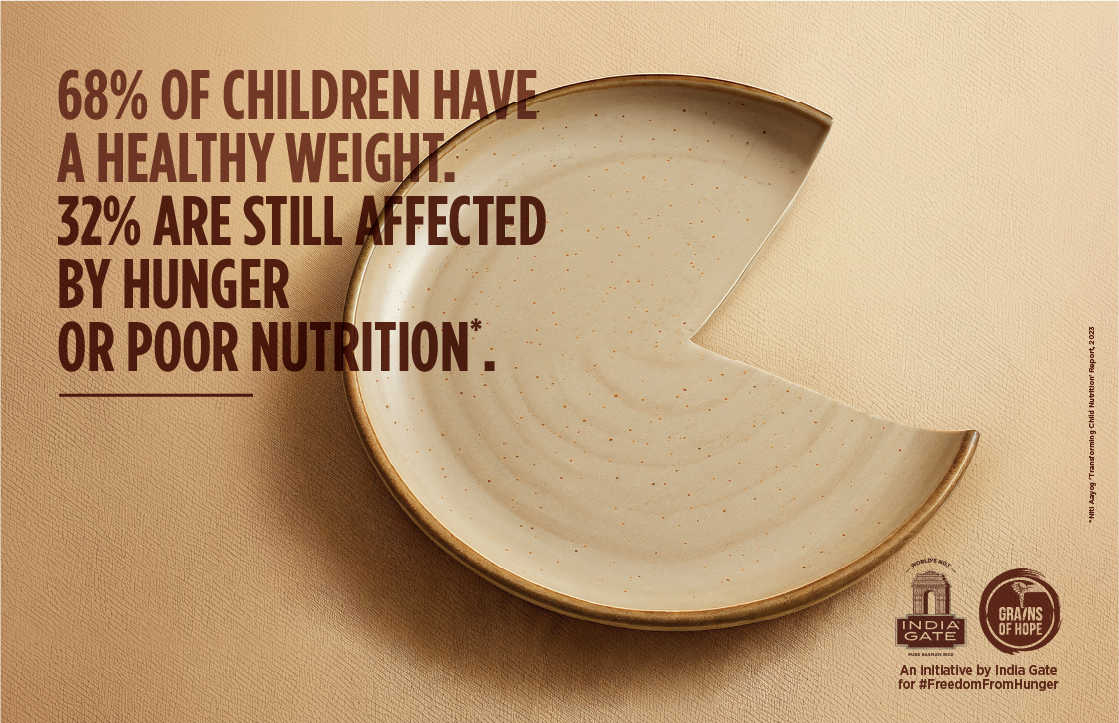 68% OF CHILDREN HAVE
A HEALTHY WEIGHT.
32% ARE STILL AFFECTED
BY HUNGER
OR POOR NUTRITION*.
*Niti Aayog 'Transforming Child Nutrition' Report, 2023
WORLD'S NO.1
INDIA
GATE
PURE BASMATI RICE
GRAINS
OF HOPE
An initiative by India Gate
for #FreedomFromHunger